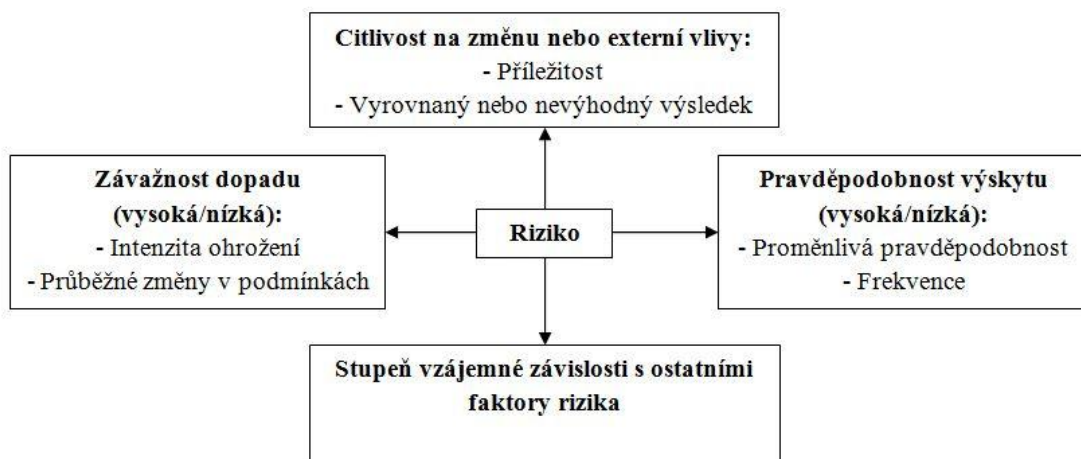 Citlivost na změnu nebo externí vlivy:
- Příležitost
- Vyrovnaný nebo nevýhodný výsledek
Závažnost dopadu
(vysoká/nízká):
- Intenzita ohrožení
- Průběžné změny v podmínkách
Riziko
Pravděpodobnost výskytu
(vysoká/nízká):
- Proměnlivá pravděpodobnost
- Frekvence
Stupeň vzájemné závislosti s ostatními
faktory rizika